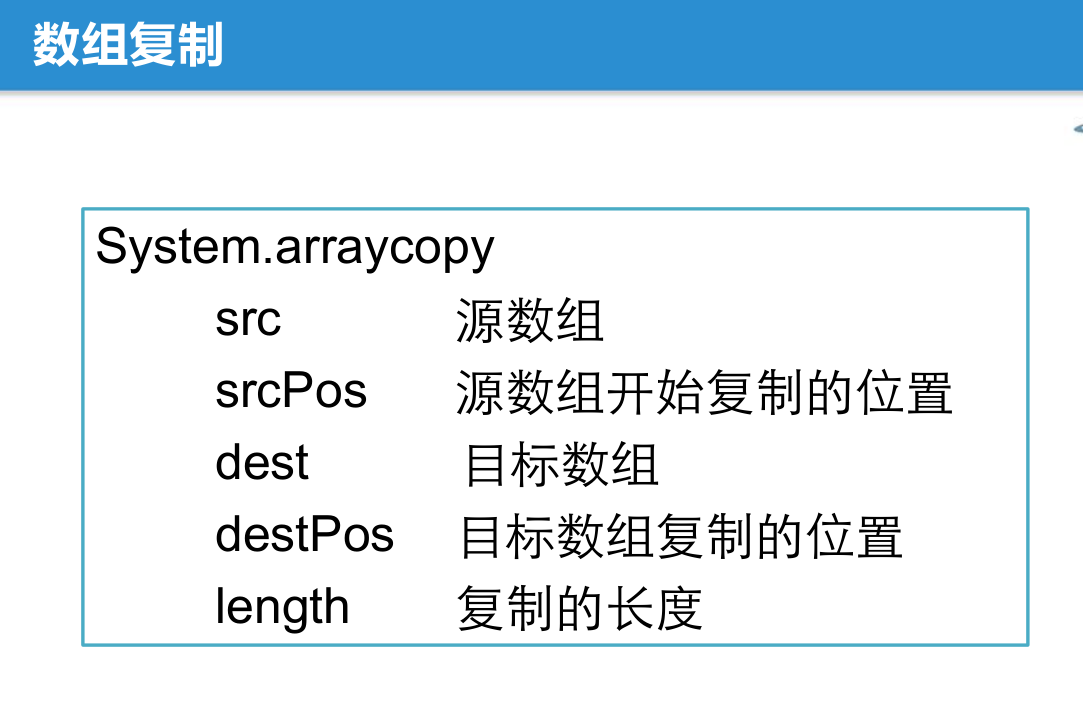 数组复制
System.arraycopy
src 源数组
srcPos 源数组开始复制的位置
dest 目标数组
destPos 目标数组复制的位置
length 复制的长度